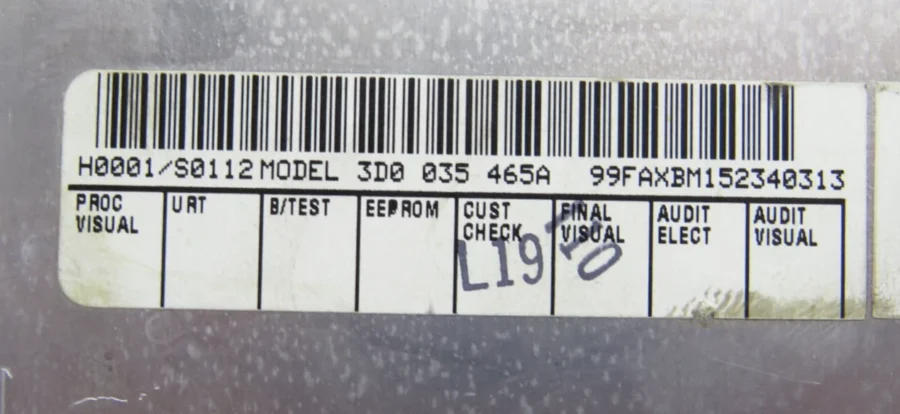 H0001/S0112 MODEL 3D0 035 465A 99FAXBM152340313
PROC VISUAL
URT
B/TEST
EEPROM
CUST CHECK
FINAL VISUAL
AUDIT ELECT
AUDIT VISUAL
L19